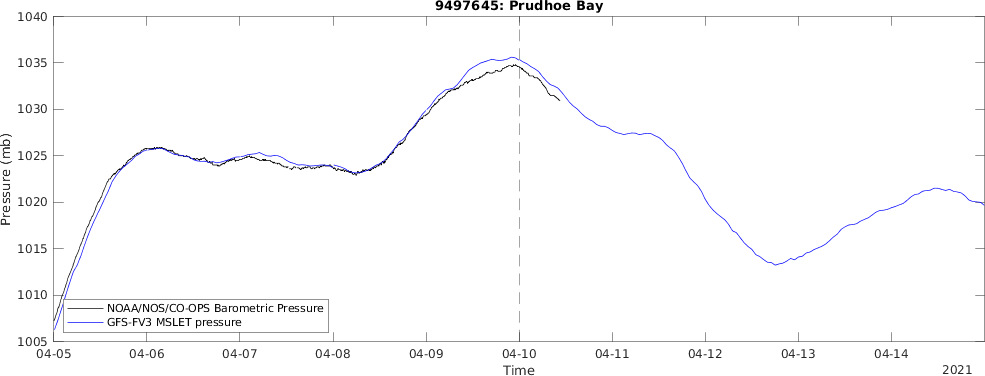 9497645: Prudhoe Bay
1040
1035
1030
1025
1020
1015
1010
1005
Pressure (mb)
NOAA/NOS/CO-OPS Barometric Pressure
GFS-FV3 MSLET pressure
04-05 04-06 04-07 04-08 04-09 04-10 04-11 04-12 04-13 04-14
Time
2021